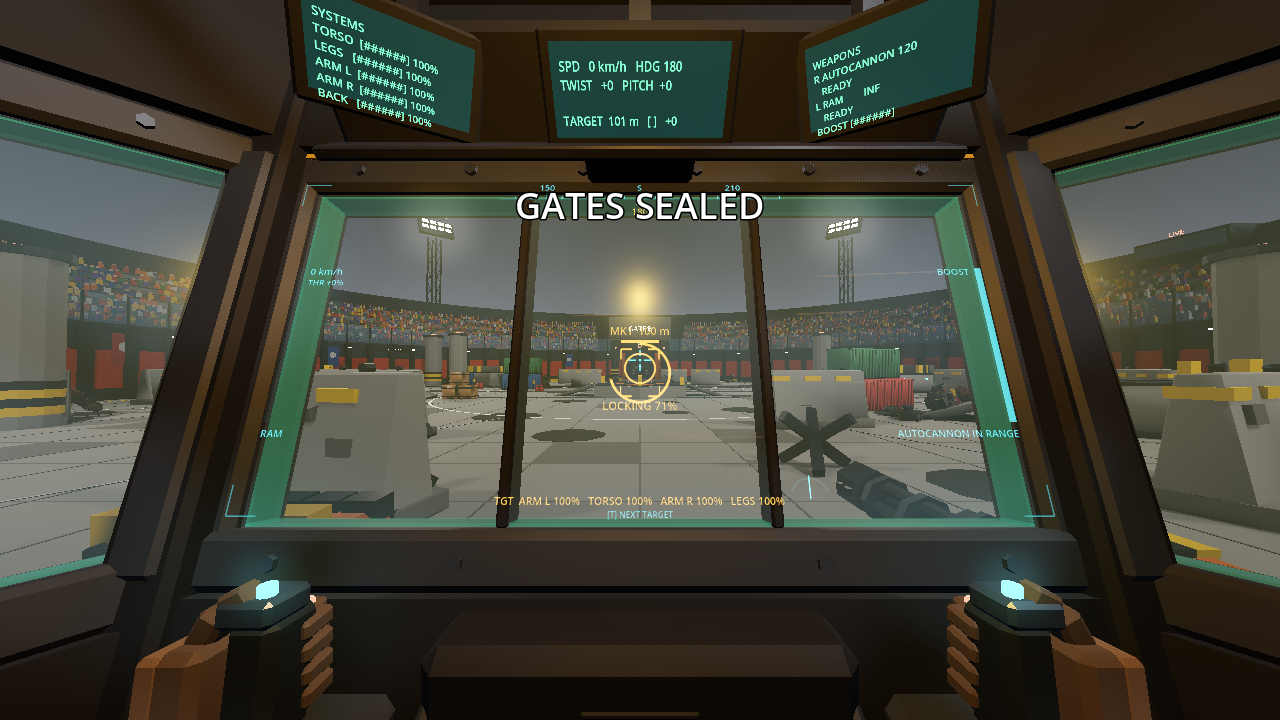 SYSTEMS
TORSO [######] 100%
LEGS [######] 100%
ARM L [######] 100%
ARM R [######] 100%
BACK [######] 100%
SPD 0 km/h HDG 180
TWIST +0 PITCH +0
TARGET 101 m [ ] +0
WEAPONS
R AUTOCANNON 120
READY
L RAM INF
READY
BOOST [######]
150 S 210
GATES SEALED
LIVE
0 km/h
THR +0%
BOOST
LOCKING 71%
RAM
AUTOCANNON IN RANGE
TGT ARM L 100% TORSO 100% ARM R 100% LEGS 100%
[T] NEXT TARGET